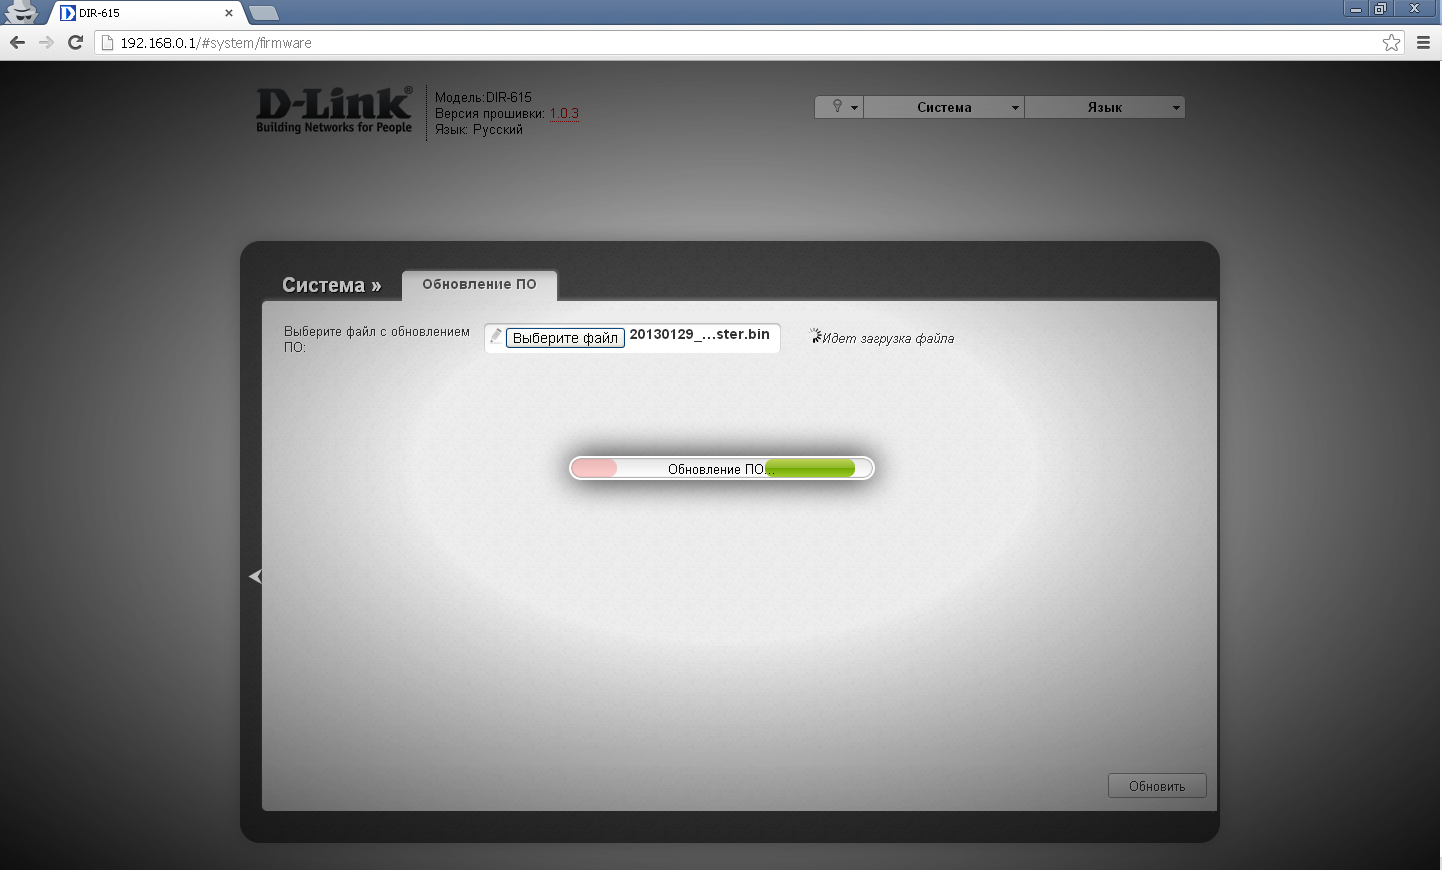 DIR-615
192.168.0.1/#system/firmware
D-Link®
Building Networks for People
Модель:DIR-615
Версия прошивки: 1.0.3
Язык: Русский
Система
Язык
Система »
Обновление ПО
Выберите файл с обновлением
ПО:
Выберите файл
20130129_...ster.bin
Идет загрузка файла
Обновление ПО...
Обновить